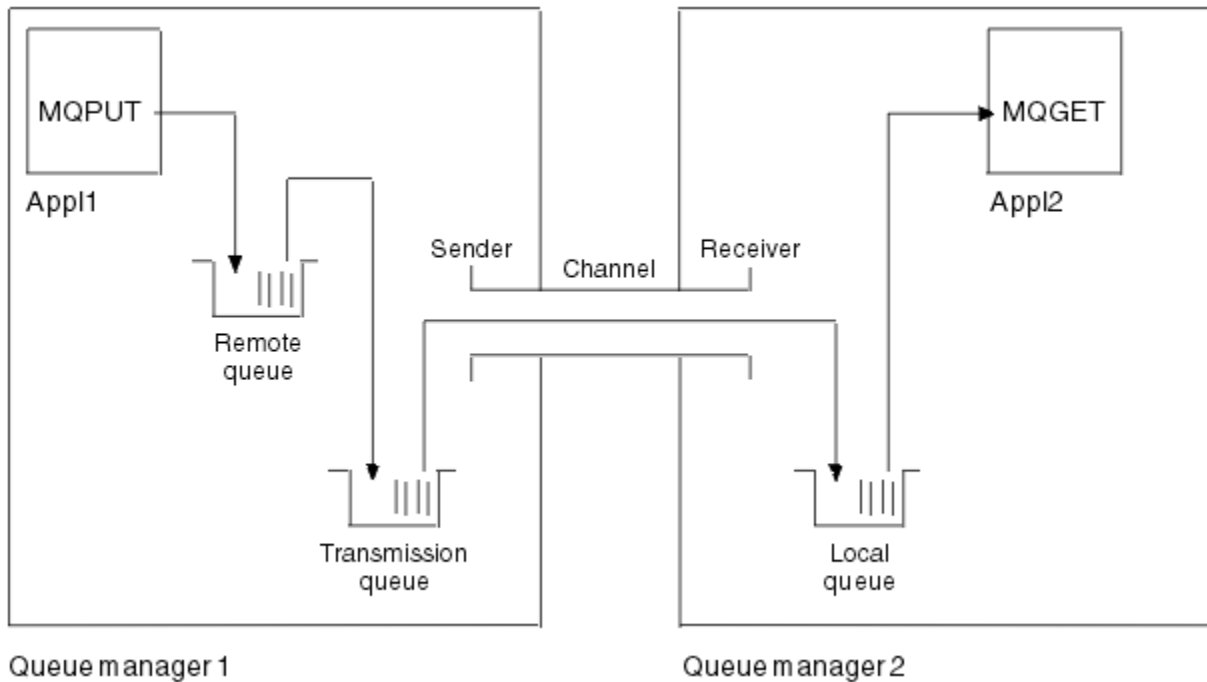 MQPUT
Appl1
MQGET
Appl2
Sender
Channel
Receiver
Remote
queue
Transmission
queue
Local
queue
Queue manager 1
Queue manager 2